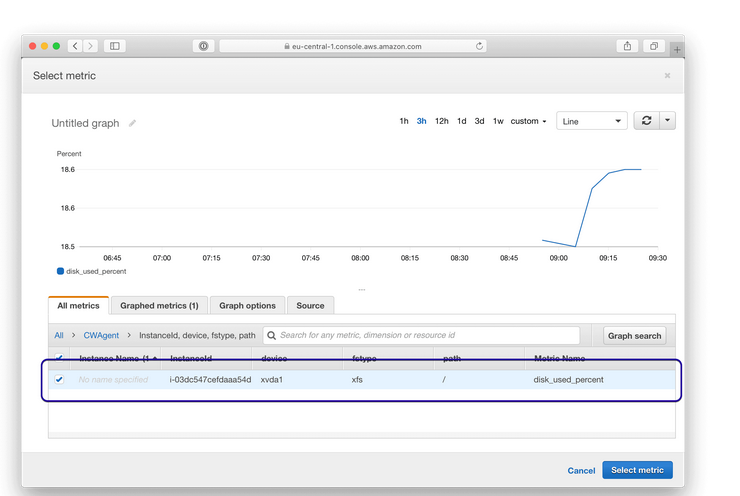 eu-central-1.console.aws.amazon.com
Select metric
Untitled graph
1h 3h 12h 1d 3d 1w custom Line
Percent
18.6
18.6
18.5
06:45 07:00 07:15 07:30 07:45 08:00 08:15 08:30 08:45 09:00 09:15 09:30
disk_used_percent
All metrics Graphed metrics (1) Graph options Source
All > CWAgent > InstanceId, device, fstype, path Search for any metric, dimension or resource id Graph search
Instance Name (1 InstanceId device fstype path Metric Name
No name specified i-03dc547cefdaaa54d xvda1 xfs / disk_used_percent
Cancel Select metric